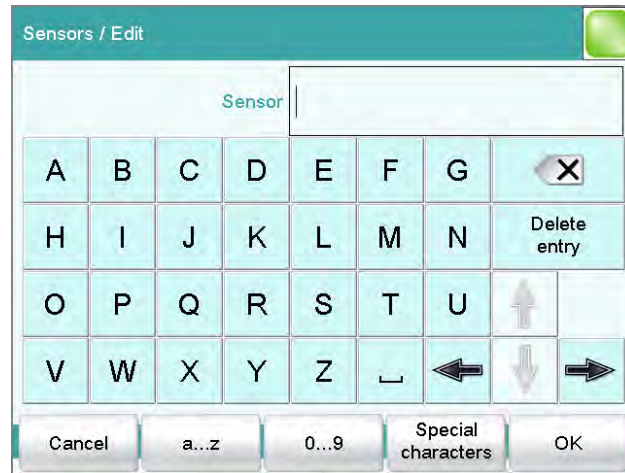 Sensors / Edit
Sensor
A B C D E F G
H I J K L M N Delete entry
O P Q R S T U
V W X Y Z
Cancel a...z 0...9 Special characters OK